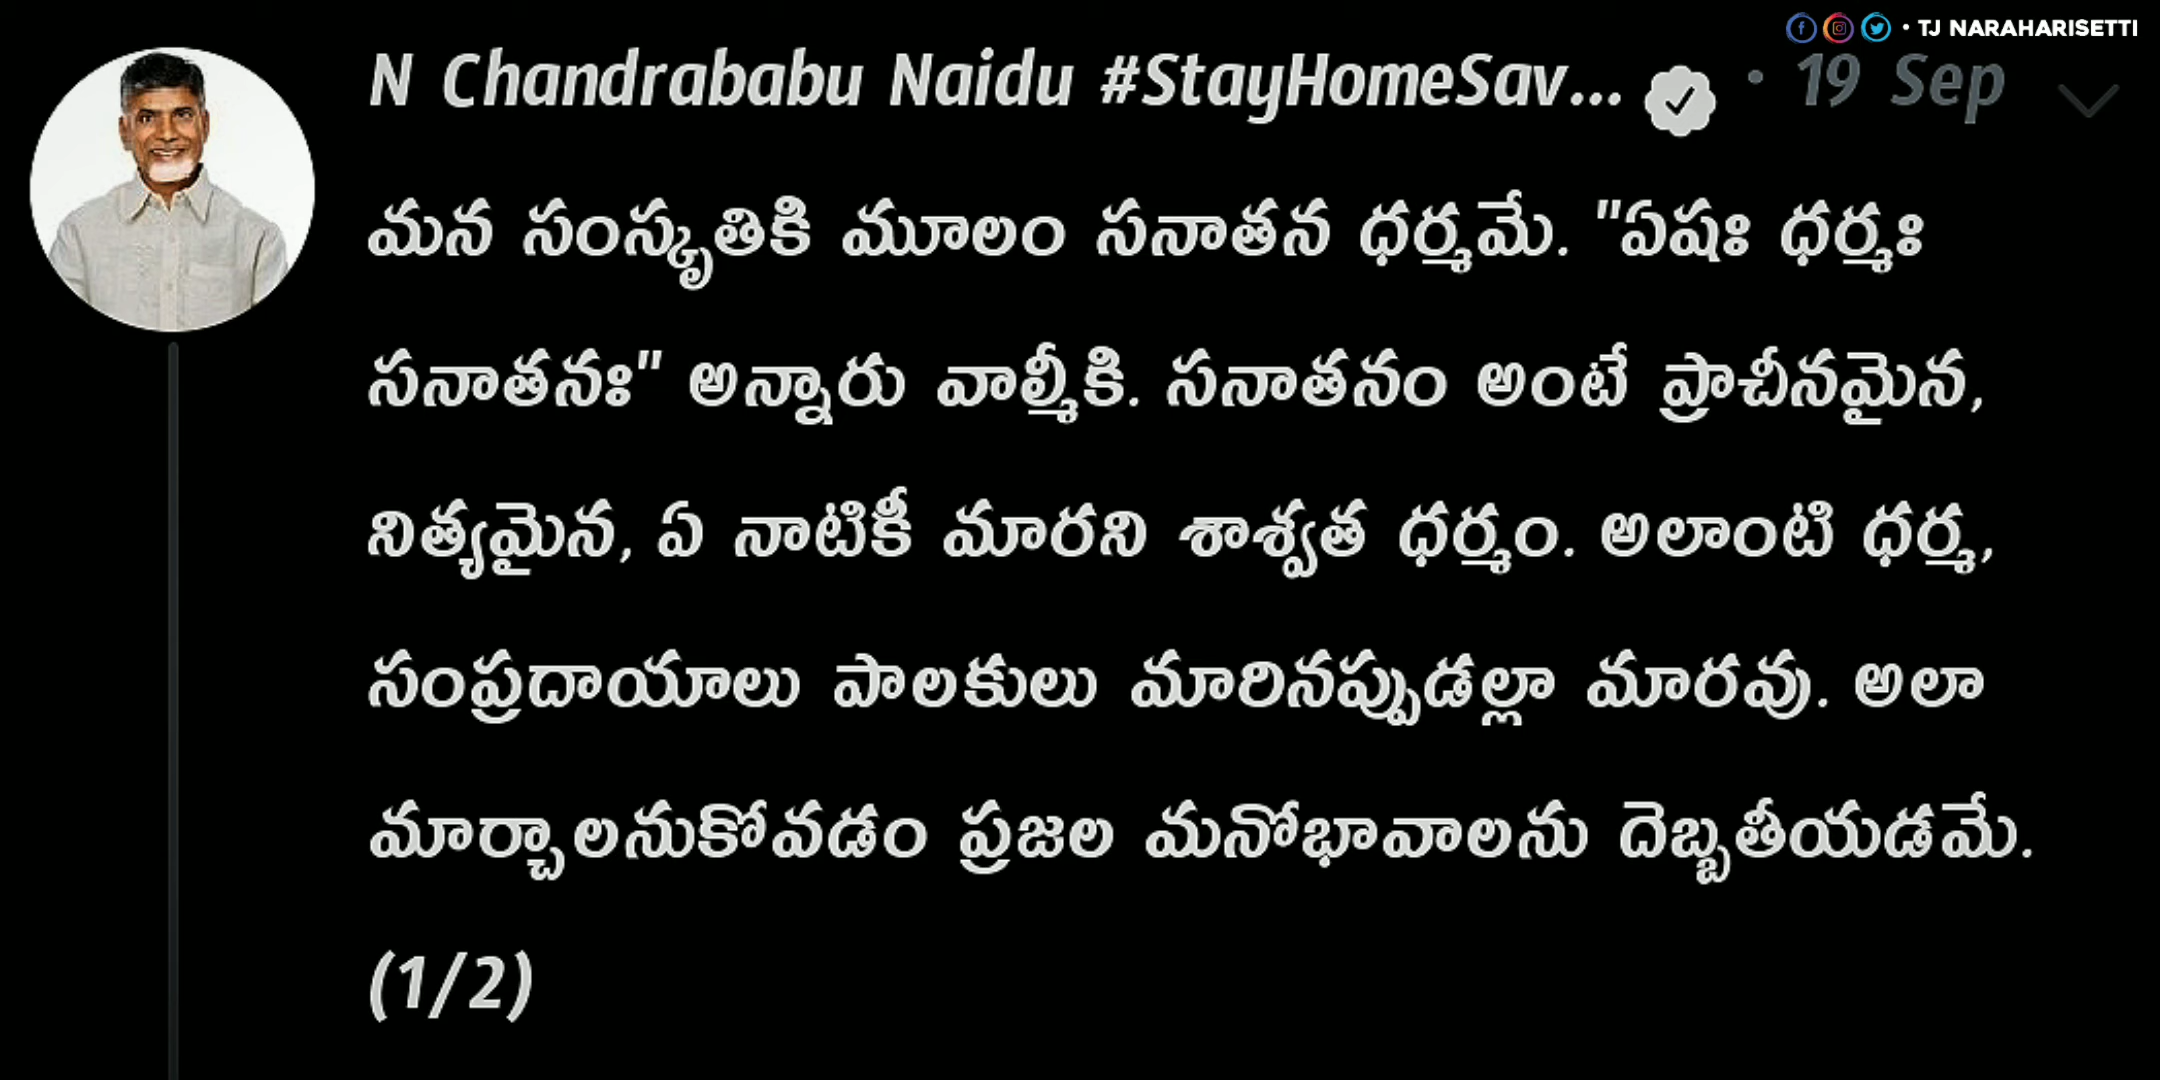 • TJ NARAHARISETTI
N Chandrababu Naidu #StayHomeSav... • 19 Sep
మన సంస్కృతికి మూలం సనాతన ధర్మమే. "ఏషః ధర్మః
సనాతనః" అన్నారు వాల్మీకి. సనాతనం అంటే ప్రాచీనమైన,
నిత్యమైన, ఏ నాటికీ మారని శాశ్వత ధర్మం. అలాంటి ధర్మ,
సంప్రదాయాలు పాలకులు మారినప్పుడల్లా మారవు. అలా
మార్చాలనుకోవడం ప్రజల మనోభావాలను దెబ్బతీయడమే.
(1/2)